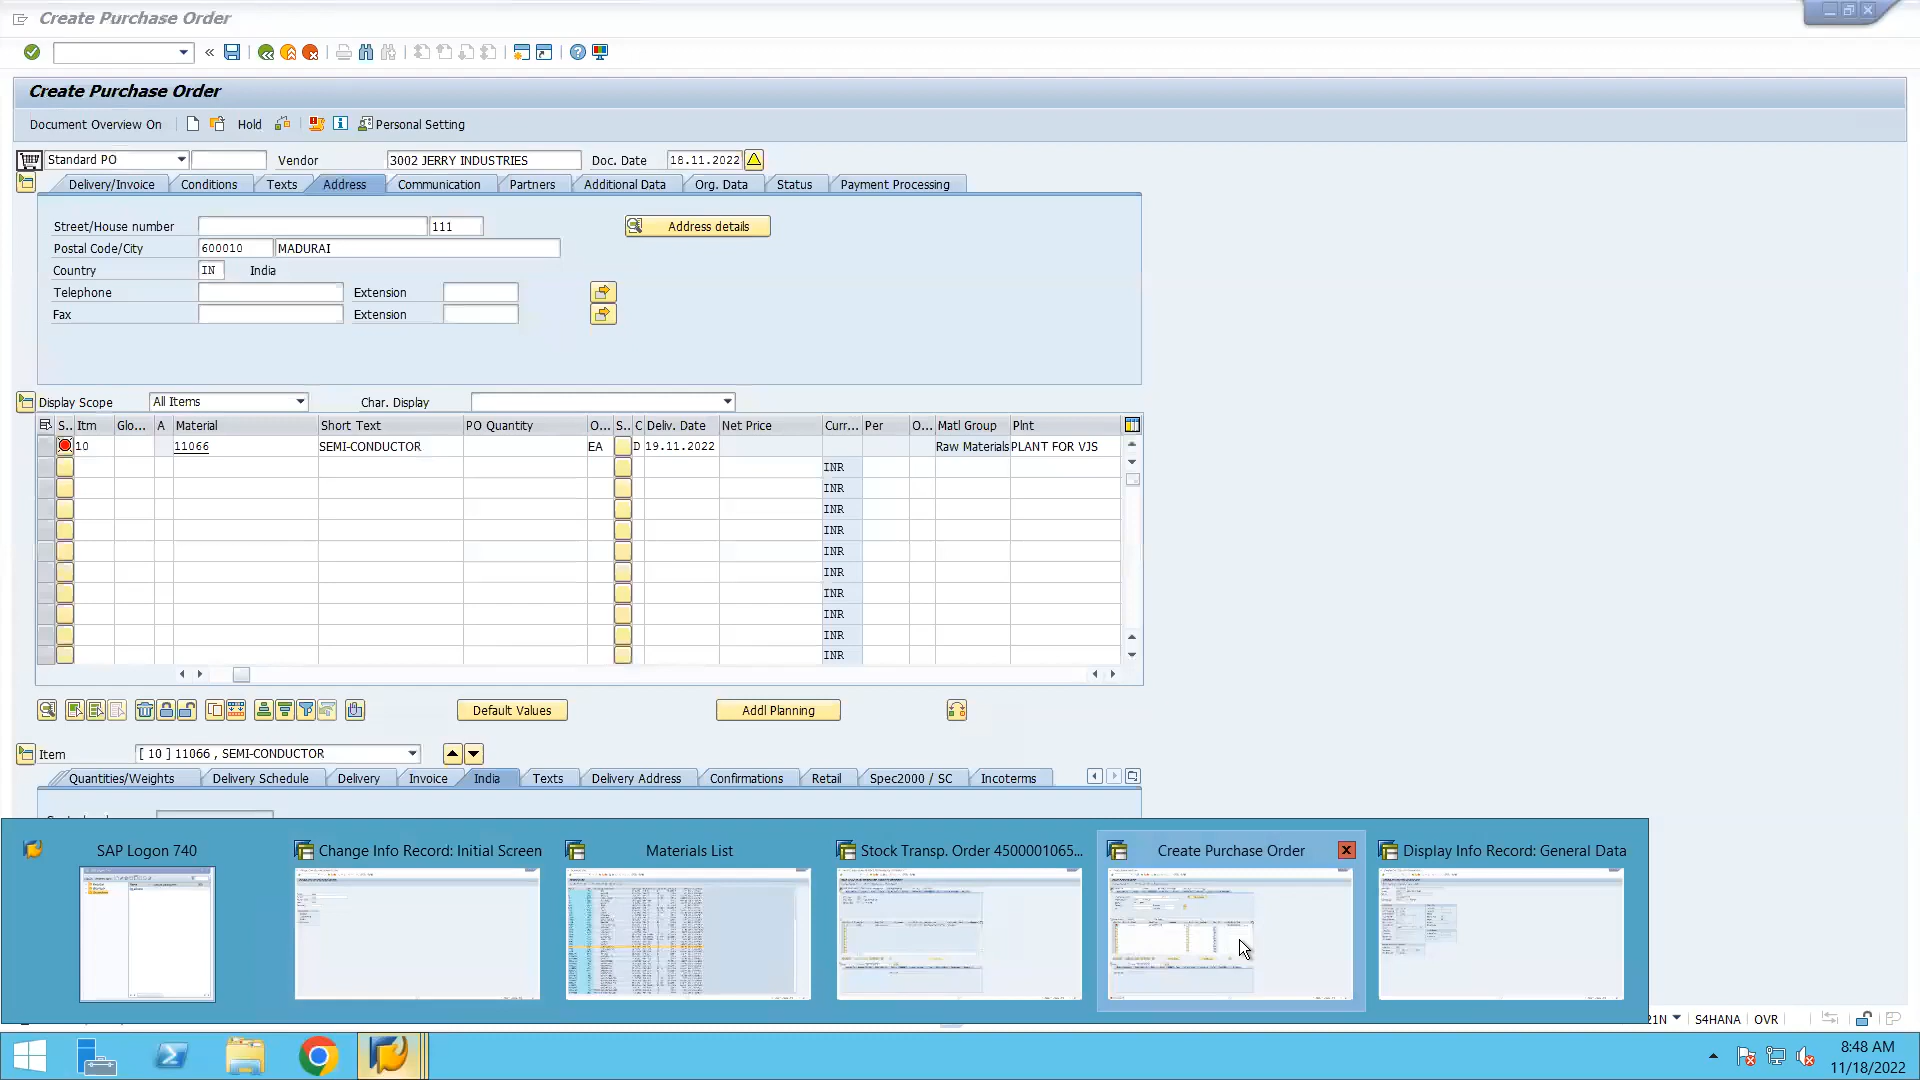 Create Purchase Order
«
Create Purchase Order
Document Overview On Hold Personal Setting
Standard PO Vendor 3002 JERRY INDUSTRIES Doc. Date 18.11.2022
Delivery/Invoice Conditions Texts Address Communication Partners Additional Data Org. Data Status Payment Processing
Street/House number 111 Address details
Postal Code/City 600010 MADURAI
Country IN India
Telephone Extension
Fax Extension
Display Scope All Items Char. Display
S.. Itm Glo... A Material Short Text PO Quantity O... S.. C Deliv. Date Net Price Curr... Per O... Matl Group Plnt
10 11066 SEMI-CONDUCTOR EA D 19.11.2022 Raw Materials PLANT FOR VJS
INR
INR
INR
INR
INR
INR
INR
INR
INR
INR
Default Values Addl Planning
Item [ 10 ] 11066 , SEMI-CONDUCTOR
Quantities/Weights Delivery Schedule Delivery Invoice India Texts Delivery Address Confirmations Retail Spec2000 / SC Incoterms
SAP Logon 740 Change Info Record: Initial Screen Materials List Stock Transp. Order 4500001065... Create Purchase Order Display Info Record: General Data
21N S4HANA OVR
8:48 AM
11/18/2022